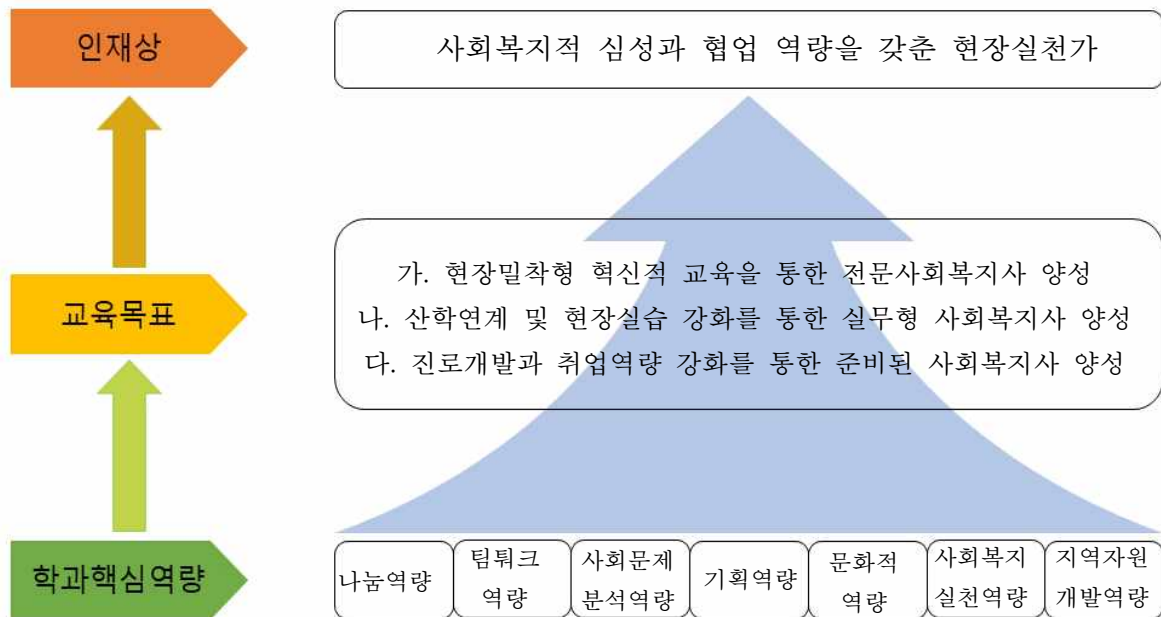 인재상
사회복지적 심성과 협업 역량을 갖춘 현장실천가
교육목표
가. 현장밀착형 혁신적 교육을 통한 전문사회복지사 양성
나. 산학연계 및 현장실습 강화를 통한 실무형 사회복지사 양성
다. 진로개발과 취업역량 강화를 통한 준비된 사회복지사 양성
학과핵심역량
나눔역량
팀튀크
역량
사회문제
분석역량
기획역량
문화적
역량
사회복지
실천역량
지역자원
개발역량